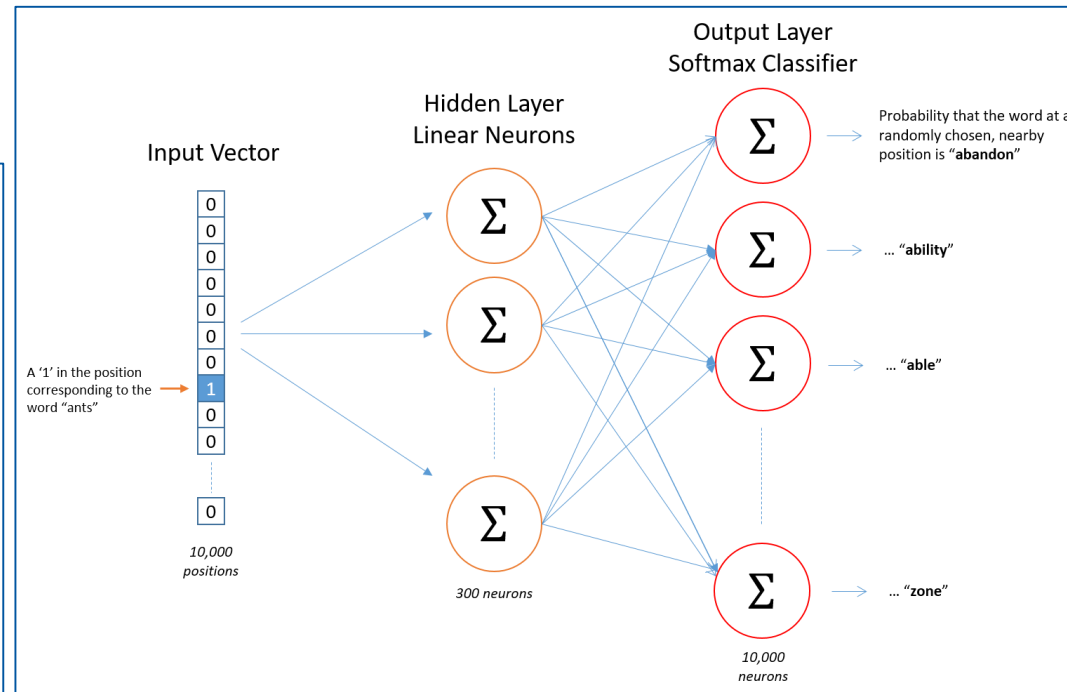 Output Layer
Softmax Classifier
Hidden Layer
Linear Neurons
Input Vector
0
0
0
0
0
0
0
1
0
0
0
A ‘1’ in the position
corresponding to the
word “ants”
10,000
positions
Σ
Σ
Σ
300 neurons
Σ
Σ
Σ
Σ
10,000
neurons
Probability that the word at a
randomly chosen, nearby
position is “abandon”
... “ability”
... “able”
... “zone”